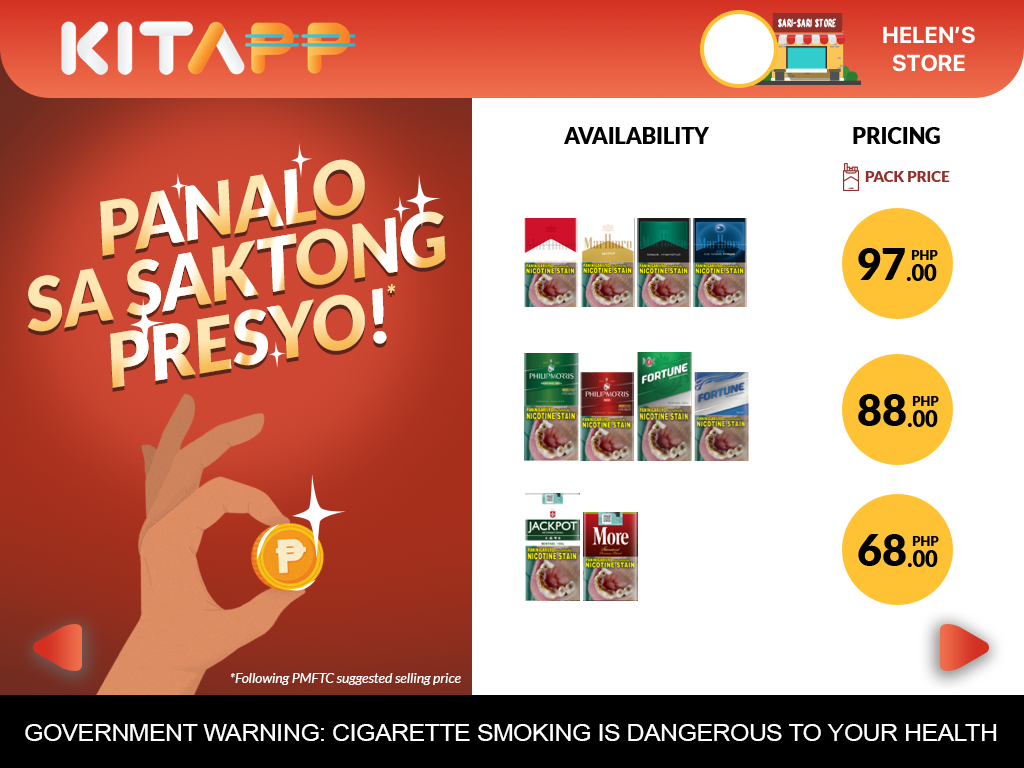 KITAPP
SARI-SARI STORE
HELEN'S
STORE
PANALO
SA SAKTONG
PRESYO!*
*Following PMFTC suggested selling price
AVAILABILITY
PRICING
PACK PRICE
Marlboro
NICOTINE STAIN
NICOTINE STAIN
NICOTINE STAIN
NICOTINE STAIN
97.00 PHP
PHILIP MORRIS
PHILIP MORRIS
FORTUNE
FORTUNE
NICOTINE STAIN
NICOTINE STAIN
NICOTINE STAIN
NICOTINE STAIN
88.00 PHP
JACKPOT
More
NICOTINE STAIN
NICOTINE STAIN
68.00 PHP
GOVERNMENT WARNING: CIGARETTE SMOKING IS DANGEROUS TO YOUR HEALTH